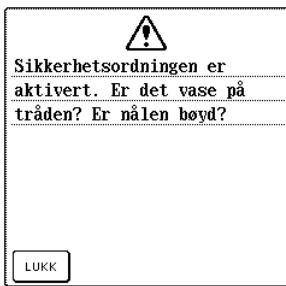 Sikkerhetsordningen er
aktivert. Er det vase på
tråden? Er nålen bøyd?
LUKK